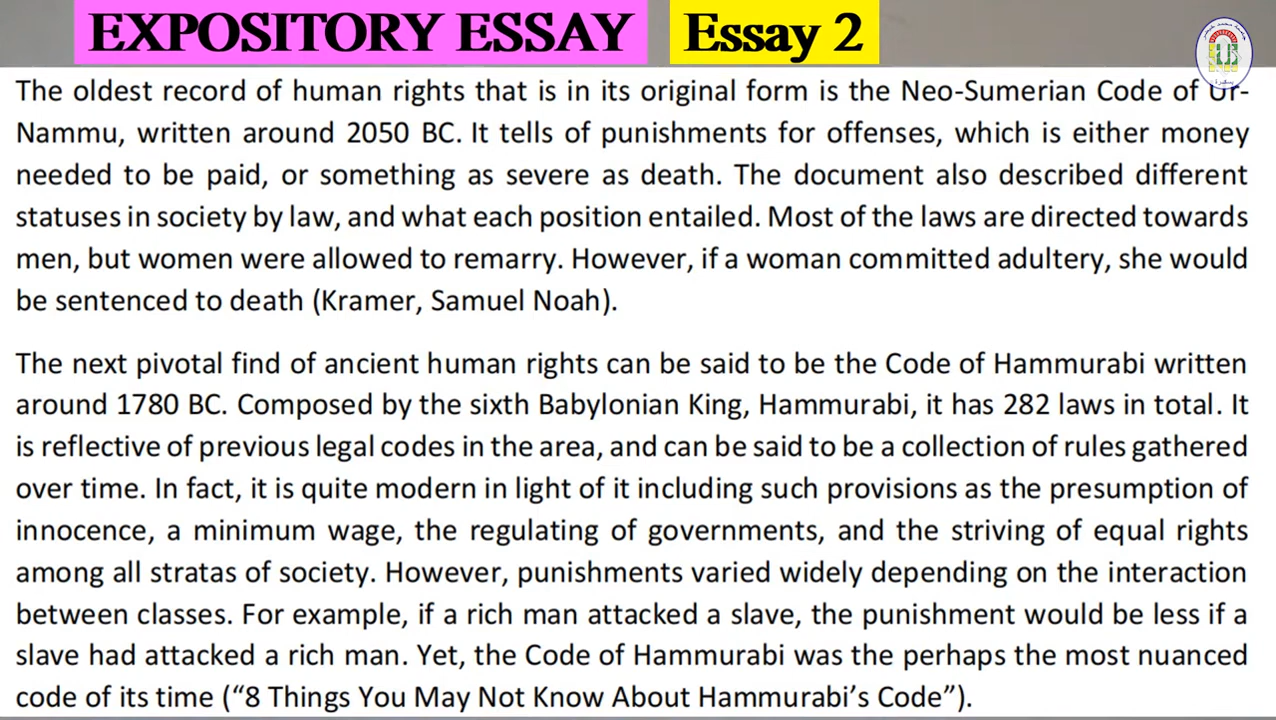 EXPOSITORY ESSAY Essay 2
The oldest record of human rights that is in its original form is the Neo-Sumerian Code of Ur-
Nammu, written around 2050 BC. It tells of punishments for offenses, which is either money
needed to be paid, or something as severe as death. The document also described different
statuses in society by law, and what each position entailed. Most of the laws are directed towards
men, but women were allowed to remarry. However, if a woman committed adultery, she would
be sentenced to death (Kramer, Samuel Noah).
The next pivotal find of ancient human rights can be said to be the Code of Hammurabi written
around 1780 BC. Composed by the sixth Babylonian King, Hammurabi, it has 282 laws in total. It
is reflective of previous legal codes in the area, and can be said to be a collection of rules gathered
over time. In fact, it is quite modern in light of it including such provisions as the presumption of
innocence, a minimum wage, the regulating of governments, and the striving of equal rights
among all stratas of society. However, punishments varied widely depending on the interaction
between classes. For example, if a rich man attacked a slave, the punishment would be less if a
slave had attacked a rich man. Yet, the Code of Hammurabi was the perhaps the most nuanced
code of its time (“8 Things You May Not Know About Hammurabi’s Code”).